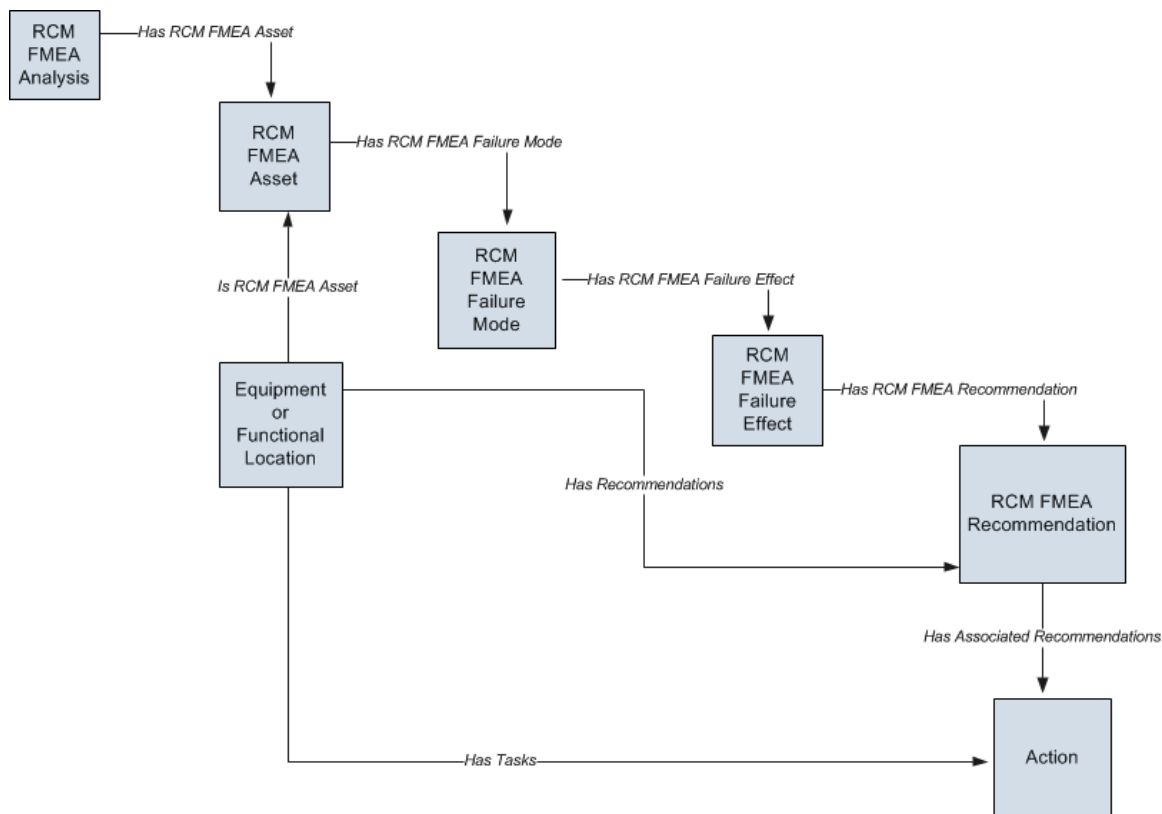 RCM
FMEA
Analysis
Has RCM FMEA Asset
RCM
FMEA
Asset
Has RCM FMEA Failure Mode
RCM
FMEA
Failure
Mode
Has RCM FMEA Failure Effect
Is RCM FMEA Asset
RCM
FMEA
Failure
Effect
Has RCM FMEA Recommendation
Equipment
or
Functional
Location
Has Recommendations
RCM FMEA
Recommendation
Has Associated Recommendations
Has Tasks
Action